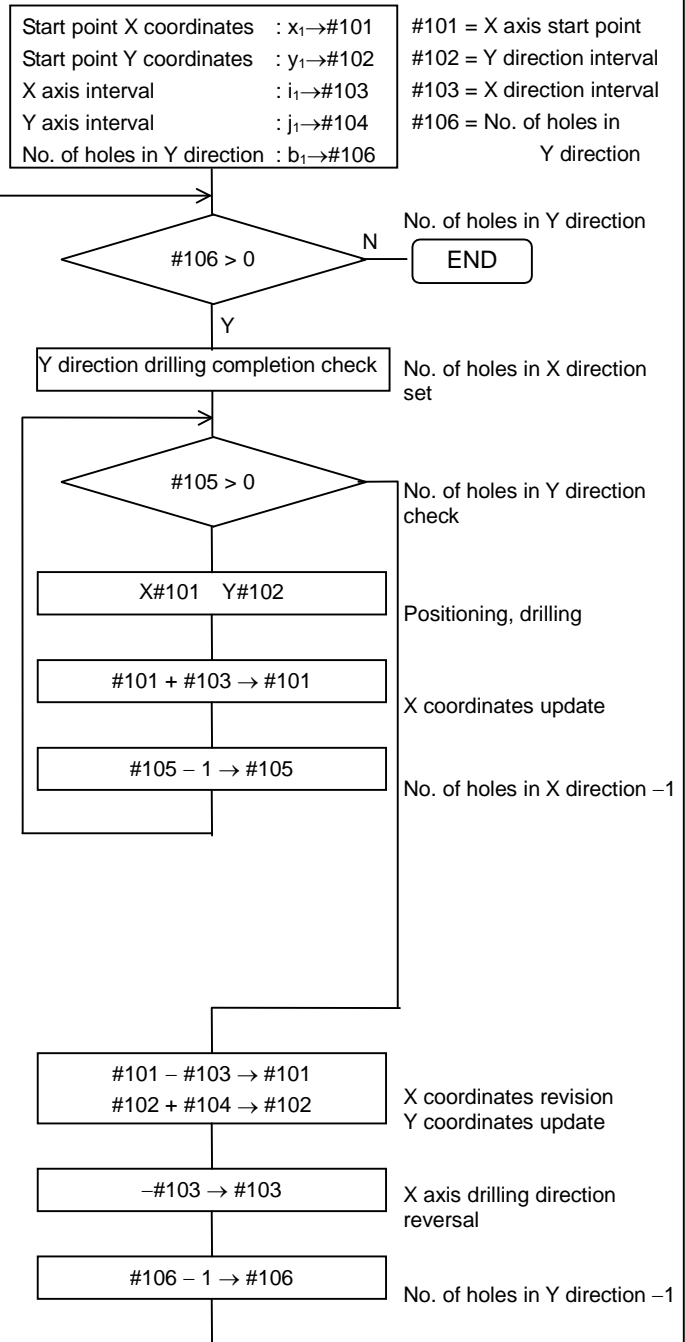 Start point X coordinates : x₁→#101
Start point Y coordinates : y₁→#102
X axis interval : i₁→#103
Y axis interval : j₁→#104
No. of holes in Y direction : b₁→#106
#101 = X axis start point
#102 = Y direction interval
#103 = X direction interval
#106 = No. of holes in
Y direction
No. of holes in Y direction
#106 > 0
N
END
Y
Y direction drilling completion check
No. of holes in X direction
set
#105 > 0
No. of holes in Y direction
check
X#101 Y#102
Positioning, drilling
#101 + #103 → #101
X coordinates update
#105 − 1 → #105
No. of holes in X direction −1
#101 − #103 → #101
#102 + #104 → #102
X coordinates revision
Y coordinates update
−#103 → #103
X axis drilling direction
reversal
#106 − 1 → #106
No. of holes in Y direction −1